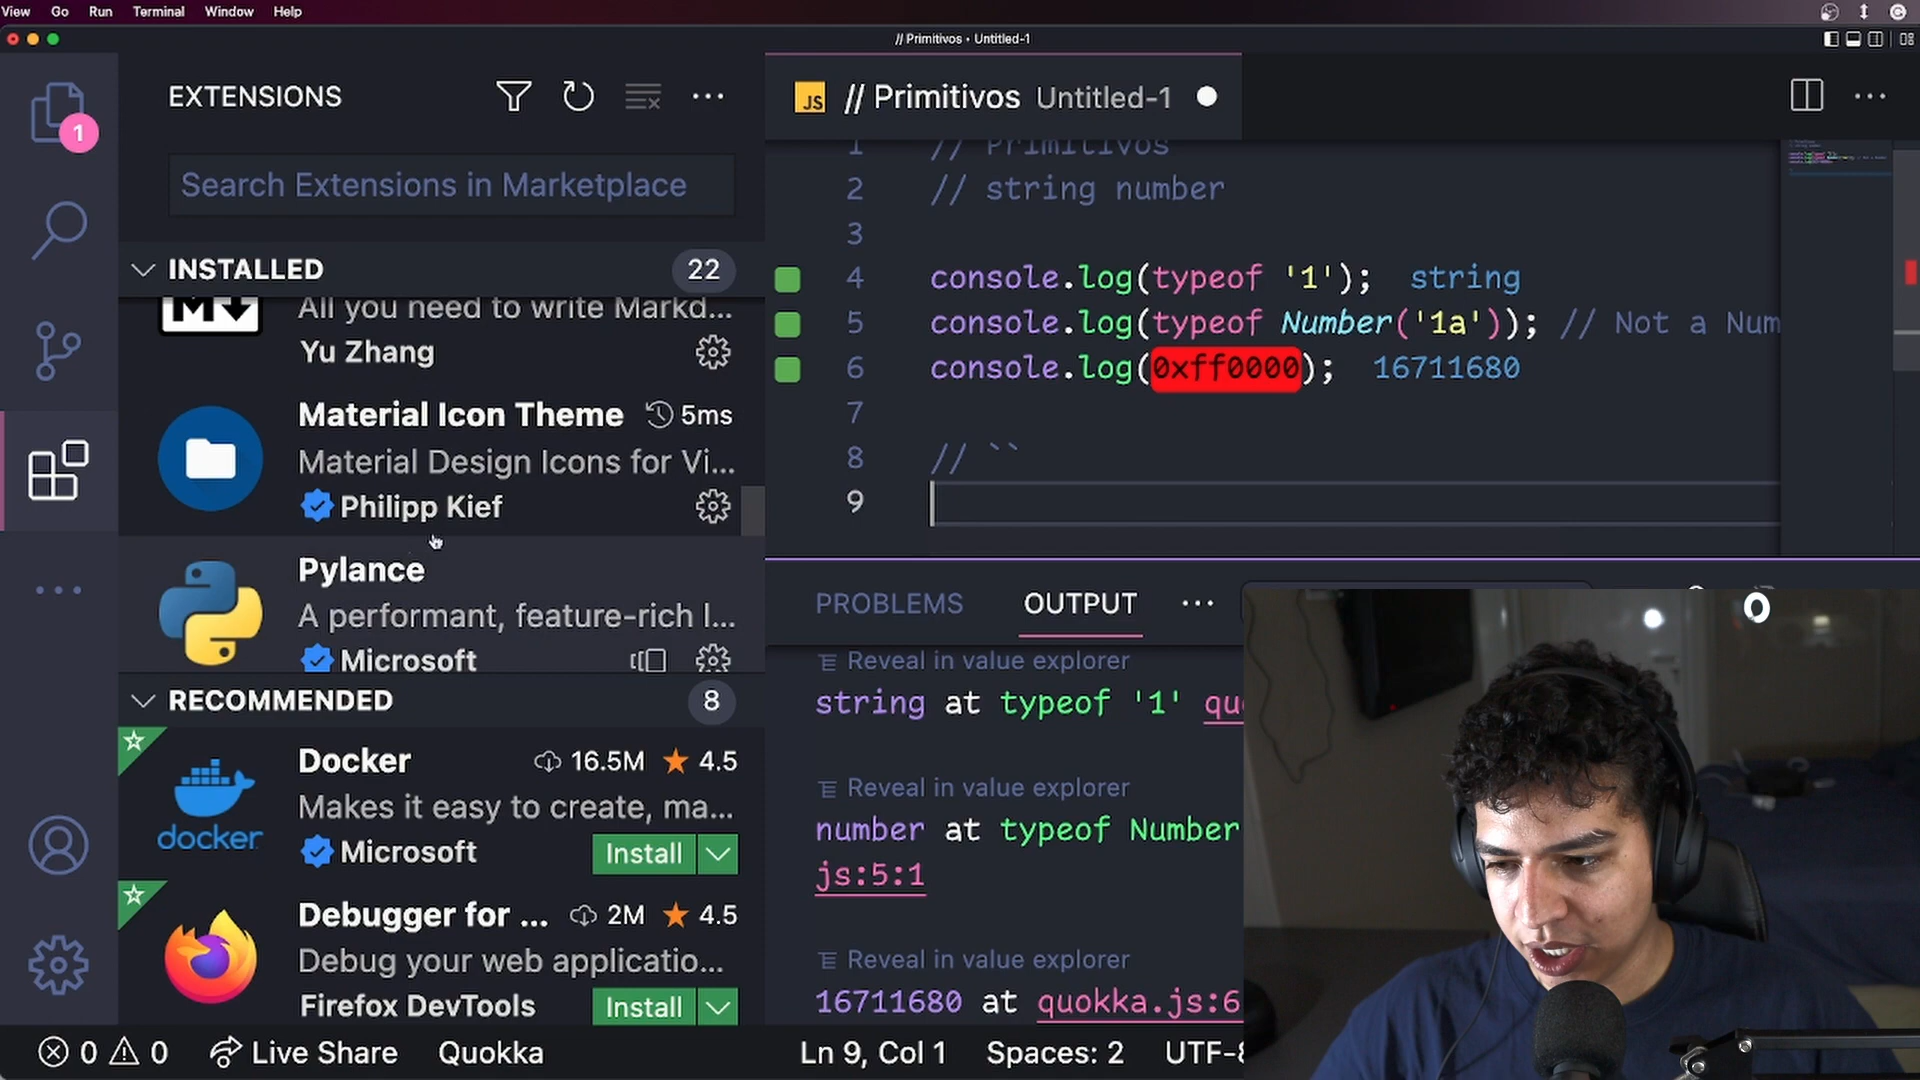 View Go Run Terminal Window Help
// Primitivos • Untitled-1
EXTENSIONS
Search Extensions in Marketplace
INSTALLED 22
All you need to write Markd...
Yu Zhang
Material Icon Theme 5ms
Material Design Icons for Vi...
Philipp Kief
Pylance
A performant, feature-rich l...
Microsoft
RECOMMENDED 8
Docker 16.5M 4.5
Makes it easy to create, ma...
docker
Microsoft Install
Debugger for ... 2M 4.5
Debug your web applicatio...
Firefox DevTools Install
1
JS // Primitivos Untitled-1
1 // Primitivos
2 // string number
3
4 console.log(typeof '1'); string
5 console.log(typeof Number('1a')); // Not a Num
6 console.log(0xff0000); 16711680
7
8 // ``
9
PROBLEMS OUTPUT ...
Reveal in value explorer
string at typeof '1' quo
Reveal in value explorer
number at typeof Number
js:5:1
Reveal in value explorer
16711680 at quokka.js:6
0 0 Live Share Quokka Ln 9, Col 1 Spaces: 2 UTF-8